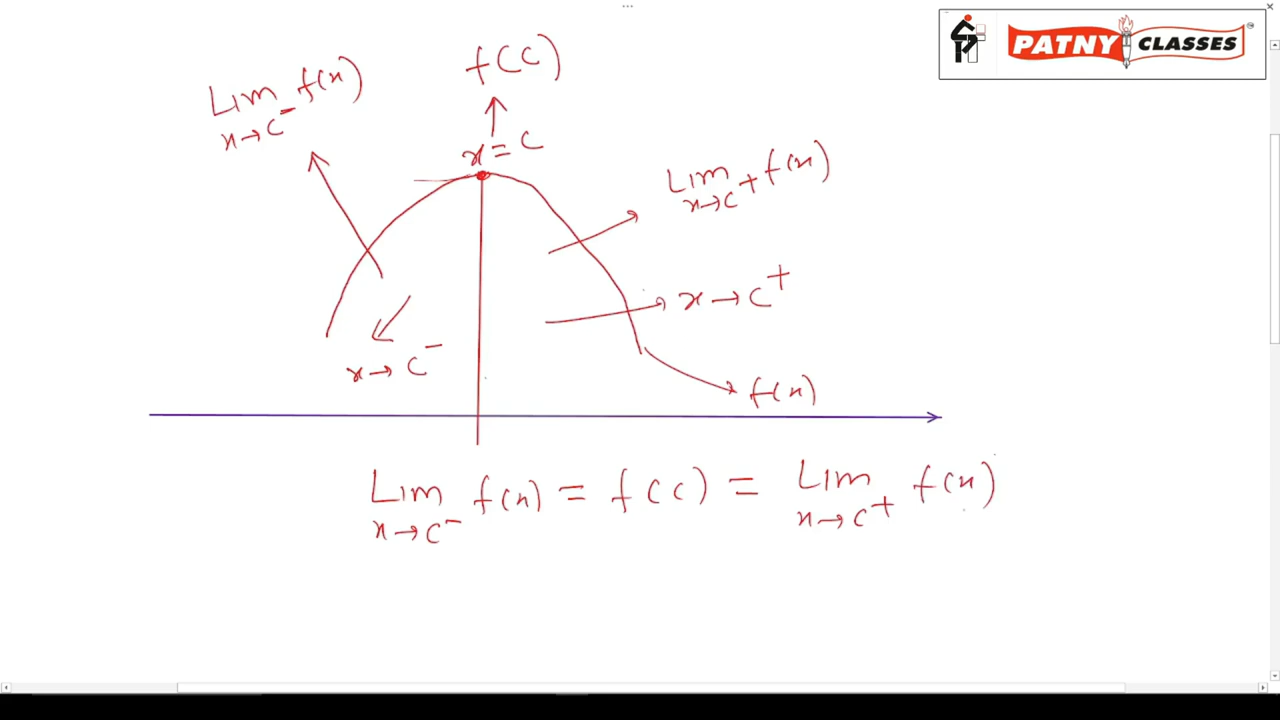 PATNY CLASSES
f(c)
Lim f(x)
x→c⁻
x = c
Lim f(x)
x→c⁺
x→c⁺
x→c⁻
f(x)
Lim f(x) = f(c) = Lim f(x)
x→c⁻ x→c⁺